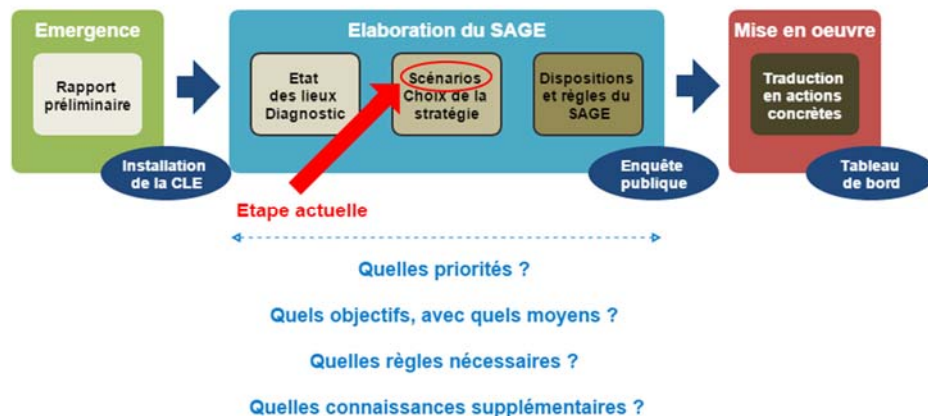 Emergence
Rapport
préliminaire
Installation
de la CLE
Elaboration du SAGE
Etat
des lieux
Diagnostic
Scénarios
Choix de la
stratégie
Dispositions
et règles du
SAGE
Enquête
publique
Mise en oeuvre
Traduction
en actions
concrètes
Tableau
de bord
Etape actuelle
Quelles priorités ?
Quels objectifs, avec quels moyens ?
Quelles règles nécessaires ?
Quelles connaissances supplémentaires ?